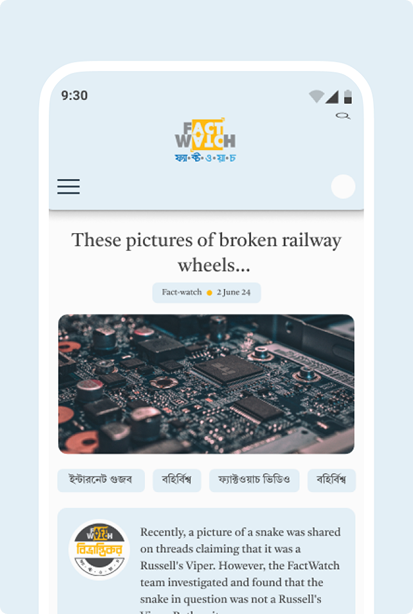 9:30
FACT
WATCH
ফ্যাক্টওয়াচ
These pictures of broken railway
wheels...
Fact-watch 2 June 24
ইন্টারনেট গুজব বহির্বিশ্ব ফ্যাক্টওয়াচ ভিডিও বহির্বিশ্ব
FACT
WATCH
বিভ্রান্তিকর
Recently, a picture of a snake was shared
on threads claiming that it was a
Russell's Viper. However, the FactWatch
team investigated and found that the
snake in question was not a Russell's